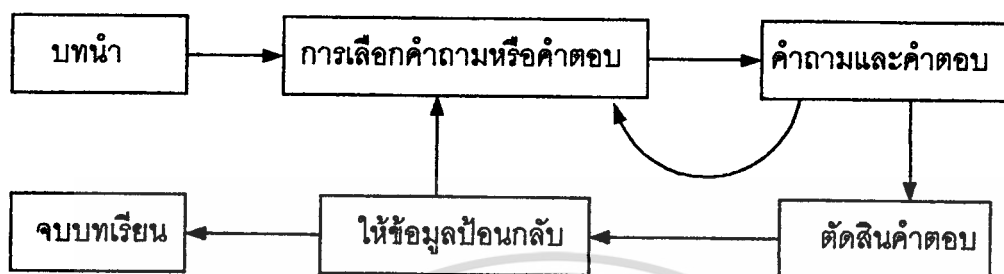 บทนำ
การเลือกคำถามหรือคำตอบ
คำถามและคำตอบ
จบบทเรียน
ให้ข้อมูลป้อนกลับ
ตัดสินคำตอบ